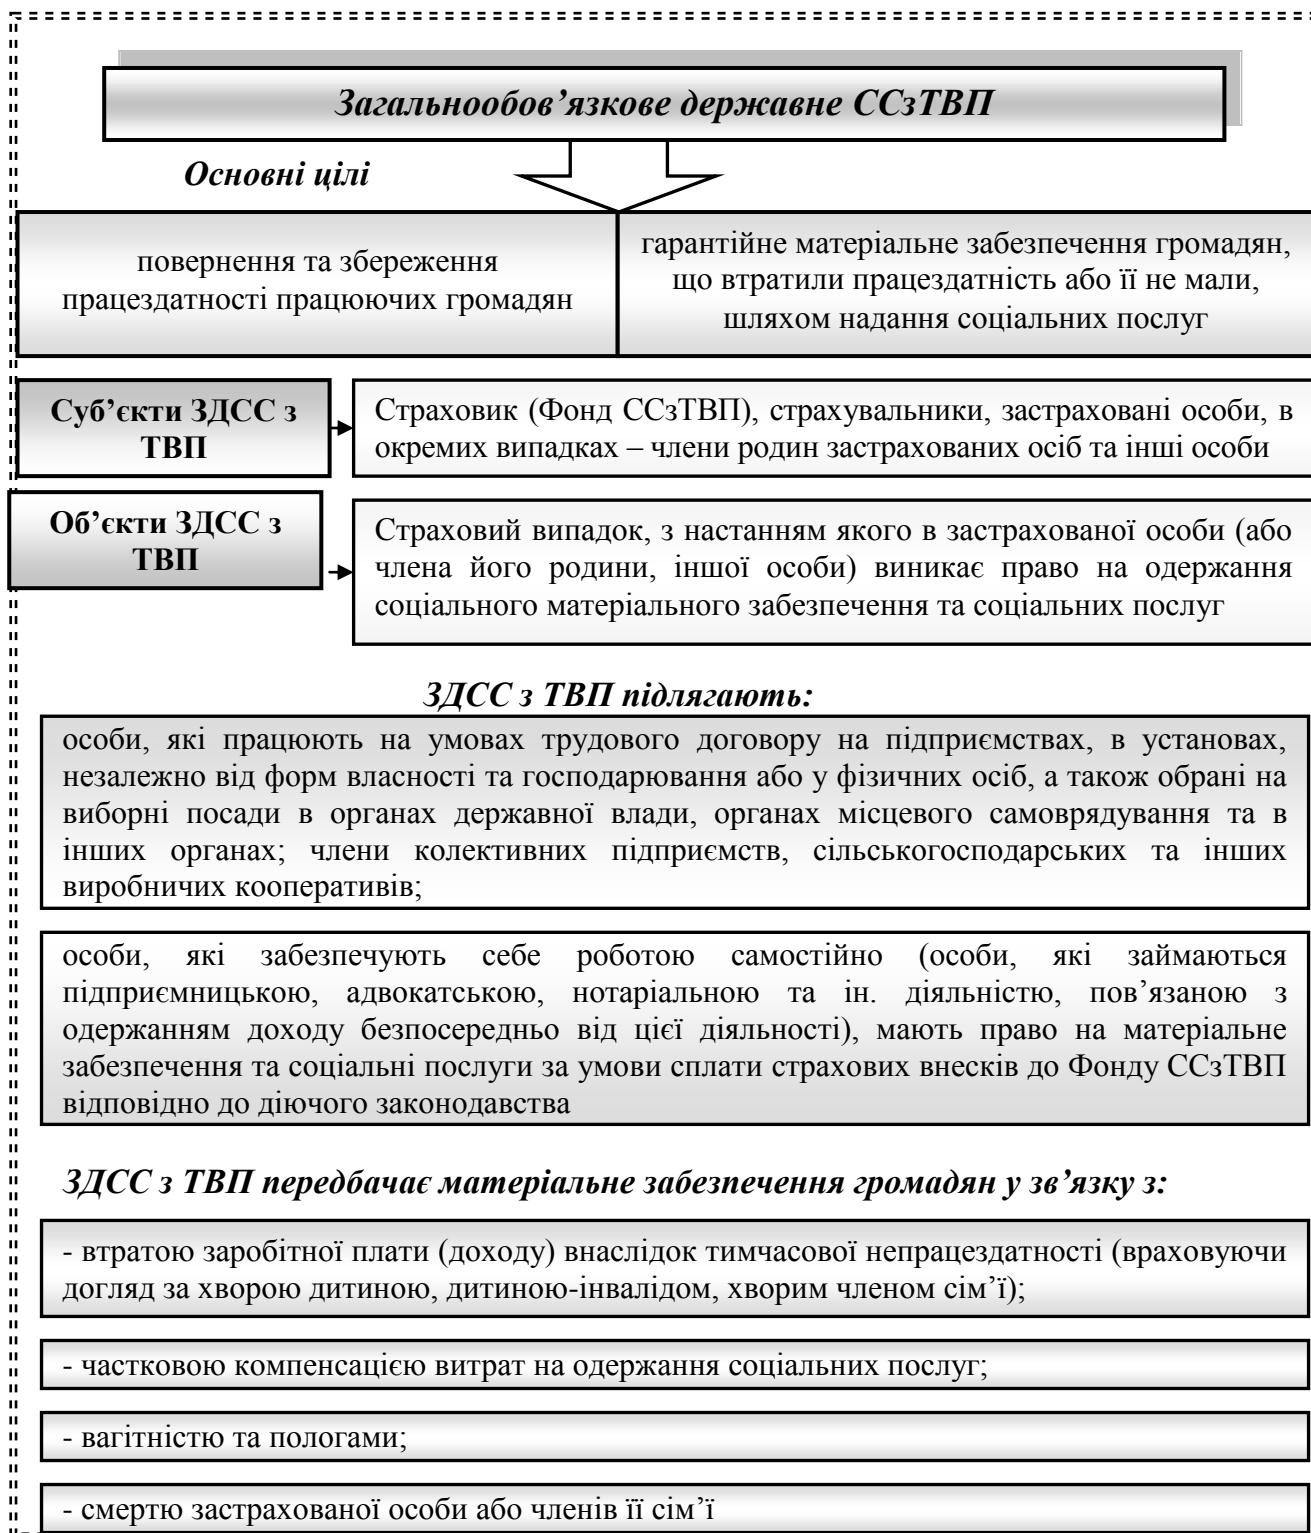 Загальнообов’язкове державне ССзТВП
Основні цілі
повернення та збереження
працездатності працюючих громадян
гарантійне матеріальне забезпечення громадян,
що втратили працездатність або її не мали,
шляхом надання соціальних послуг
Суб’єкти ЗДСС з
ТВП
Страховик (Фонд ССзТВП), страхувальники, застраховані особи, в
окремих випадках – члени родин застрахованих осіб та інші особи
Об’єкти ЗДСС з
ТВП
Страховий випадок, з настанням якого в застрахованої особи (або
члена його родини, іншої особи) виникає право на одержання
соціального матеріального забезпечення та соціальних послуг
ЗДСС з ТВП підлягають:
особи, які працюють на умовах трудового договору на підприємствах, в установах,
незалежно від форм власності та господарювання або у фізичних осіб, а також обрані на
виборні посади в органах державної влади, органах місцевого самоврядування та в
інших органах; члени колективних підприємств, сільськогосподарських та інших
виробничих кооперативів;
особи, які забезпечують себе роботою самостійно (особи, які займаються
підприємницькою, адвокатською, нотаріальною та ін. діяльністю, пов’язаною з
одержанням доходу безпосередньо від цієї діяльності), мають право на матеріальне
забезпечення та соціальні послуги за умови сплати страхових внесків до Фонду ССзТВП
відповідно до діючого законодавства
ЗДСС з ТВП передбачає матеріальне забезпечення громадян у зв’язку з:
- втратою заробітної плати (доходу) внаслідок тимчасової непрацездатності (враховуючи
догляд за хворою дитиною, дитиною-інвалідом, хворим членом сім’ї);
- частковою компенсацією витрат на одержання соціальних послуг;
- вагітністю та пологами;
- смертю застрахованої особи або членів її сім’ї